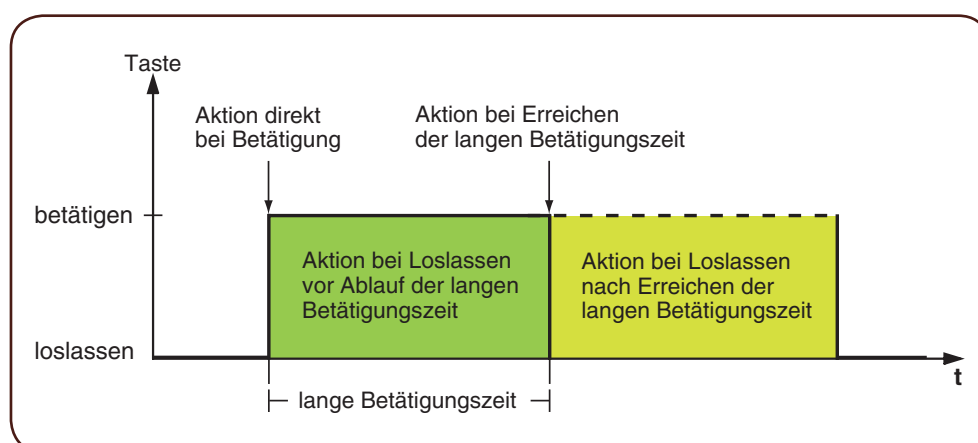 Taste
Aktion direkt
bei Betätigung
Aktion bei Erreichen
der langen Betätigungszeit
betätigen
Aktion bei Loslassen
vor Ablauf der langen
Betätigungszeit
Aktion bei Loslassen
nach Erreichen der
langen Betätigungszeit
loslassen
t
lange Betätigungszeit